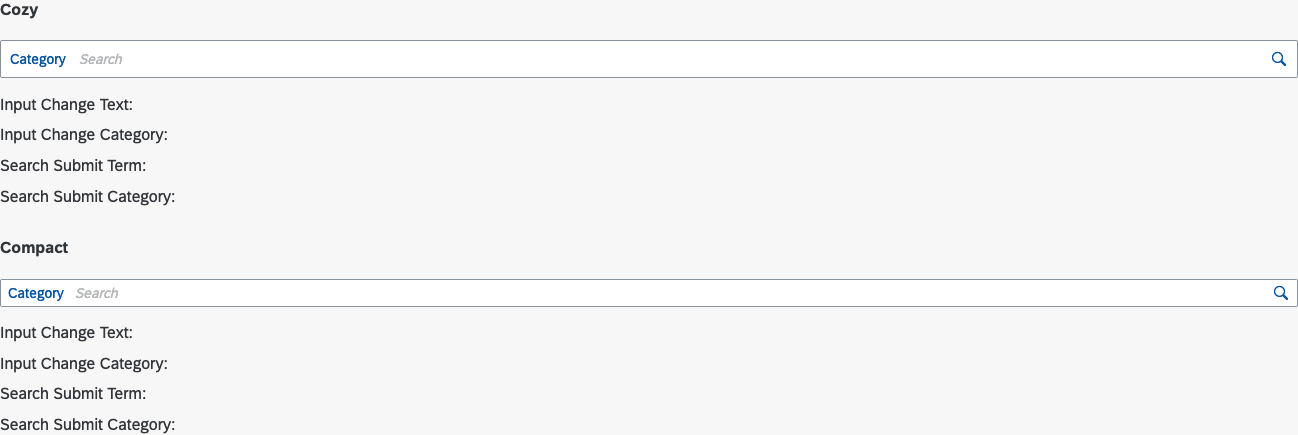 Cozy
Category Search
Input Change Text:
Input Change Category:
Search Submit Term:
Search Submit Category:
Compact
Category Search
Input Change Text:
Input Change Category:
Search Submit Term:
Search Submit Category: